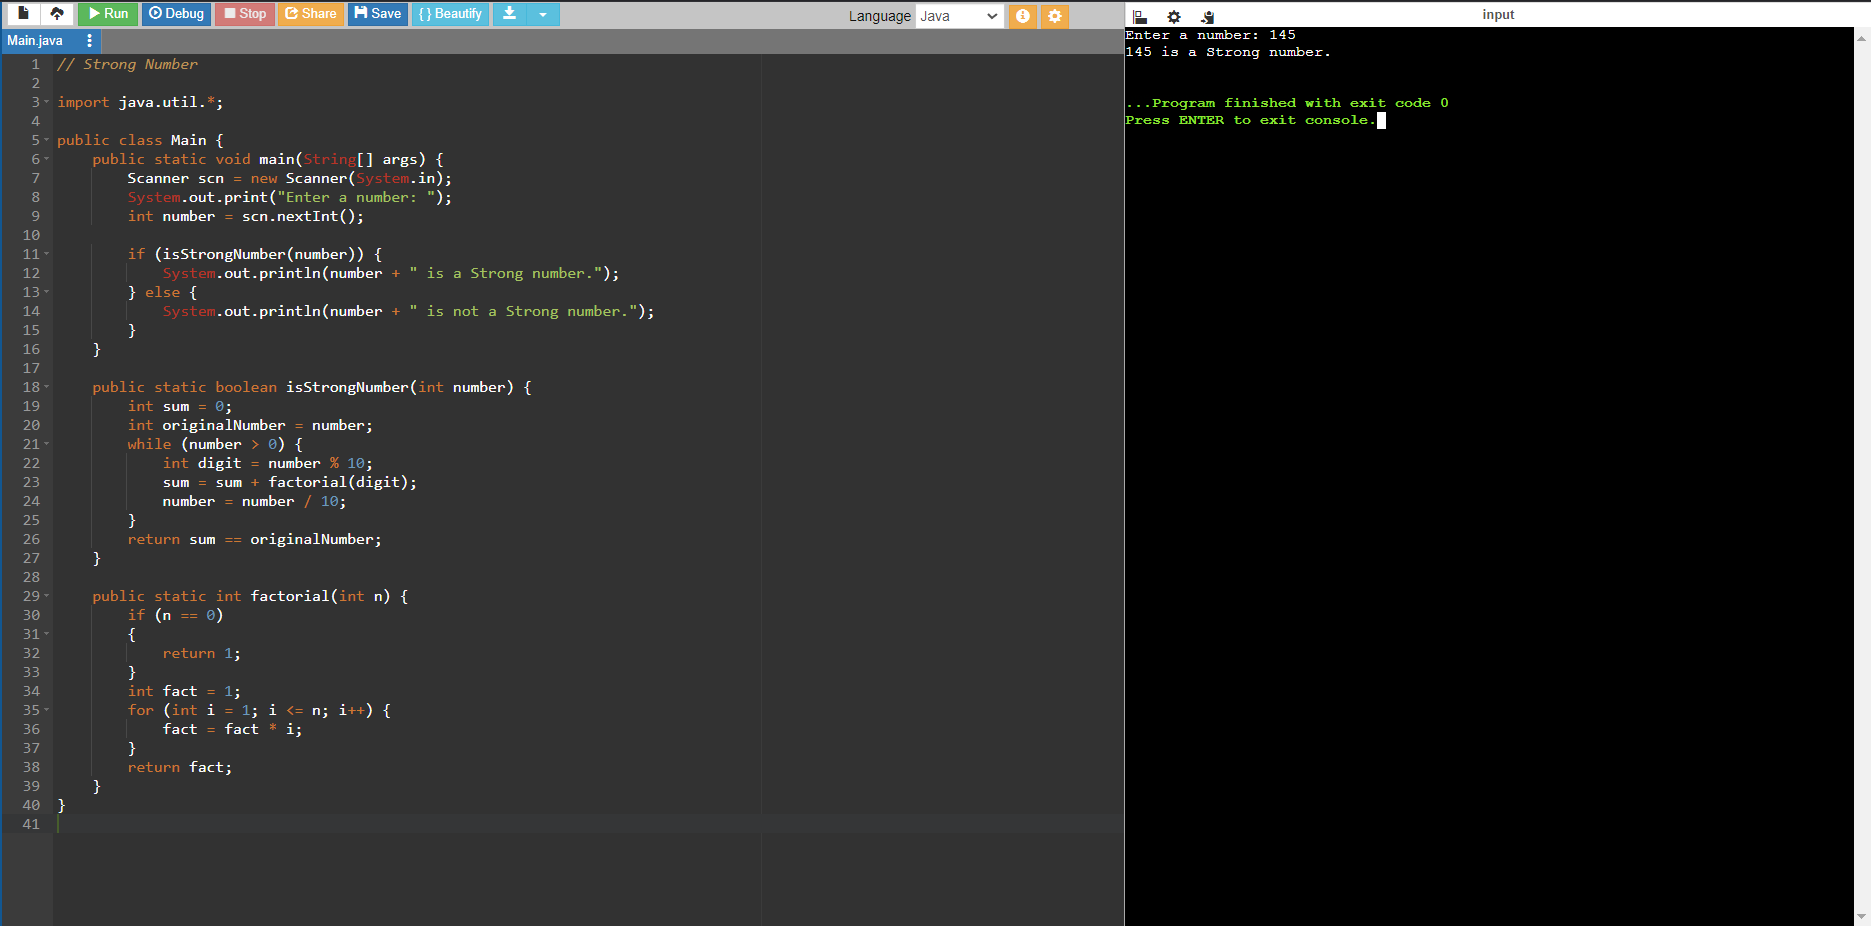 Run Debug Stop Share Save { } Beautify Language Java
Main.java
1 // Strong Number
2
3 import java.util.*;
4
5 public class Main {
6     public static void main(String[] args) {
7         Scanner scn = new Scanner(System.in);
8         System.out.print("Enter a number: ");
9         int number = scn.nextInt();
10
11         if (isStrongNumber(number)) {
12             System.out.println(number + " is a Strong number.");
13         } else {
14             System.out.println(number + " is not a Strong number.");
15         }
16     }
17
18     public static boolean isStrongNumber(int number) {
19         int sum = 0;
20         int originalNumber = number;
21         while (number > 0) {
22             int digit = number % 10;
23             sum = sum + factorial(digit);
24             number = number / 10;
25         }
26         return sum == originalNumber;
27     }
28
29     public static int factorial(int n) {
30         if (n == 0)
31         {
32             return 1;
33         }
34         int fact = 1;
35         for (int i = 1; i <= n; i++) {
36             fact = fact * i;
37         }
38         return fact;
39     }
40 }
41
input
Enter a number: 145
145 is a Strong number.
...Program finished with exit code 0
Press ENTER to exit console.